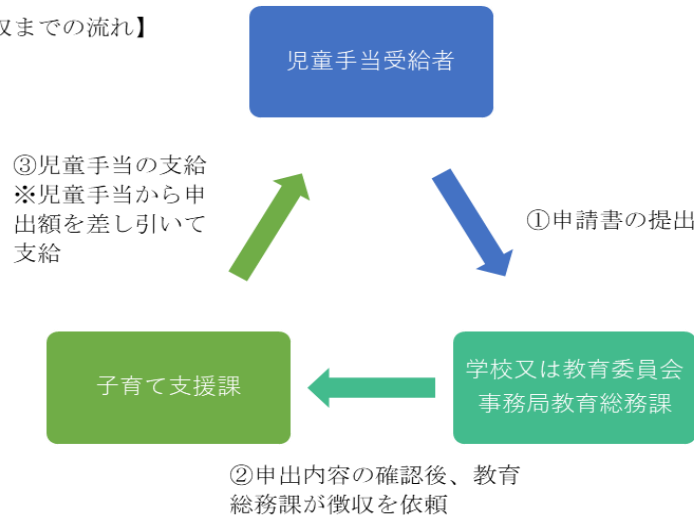 収までの流れ】
児童手当受給者
③児童手当の支給
※児童手当から申
出額を差し引いて
支給
①申請書の提出
子育て支援課
学校又は教育委員会
事務局教育総務課
②申出内容の確認後、教育
総務課が徴収を依頼